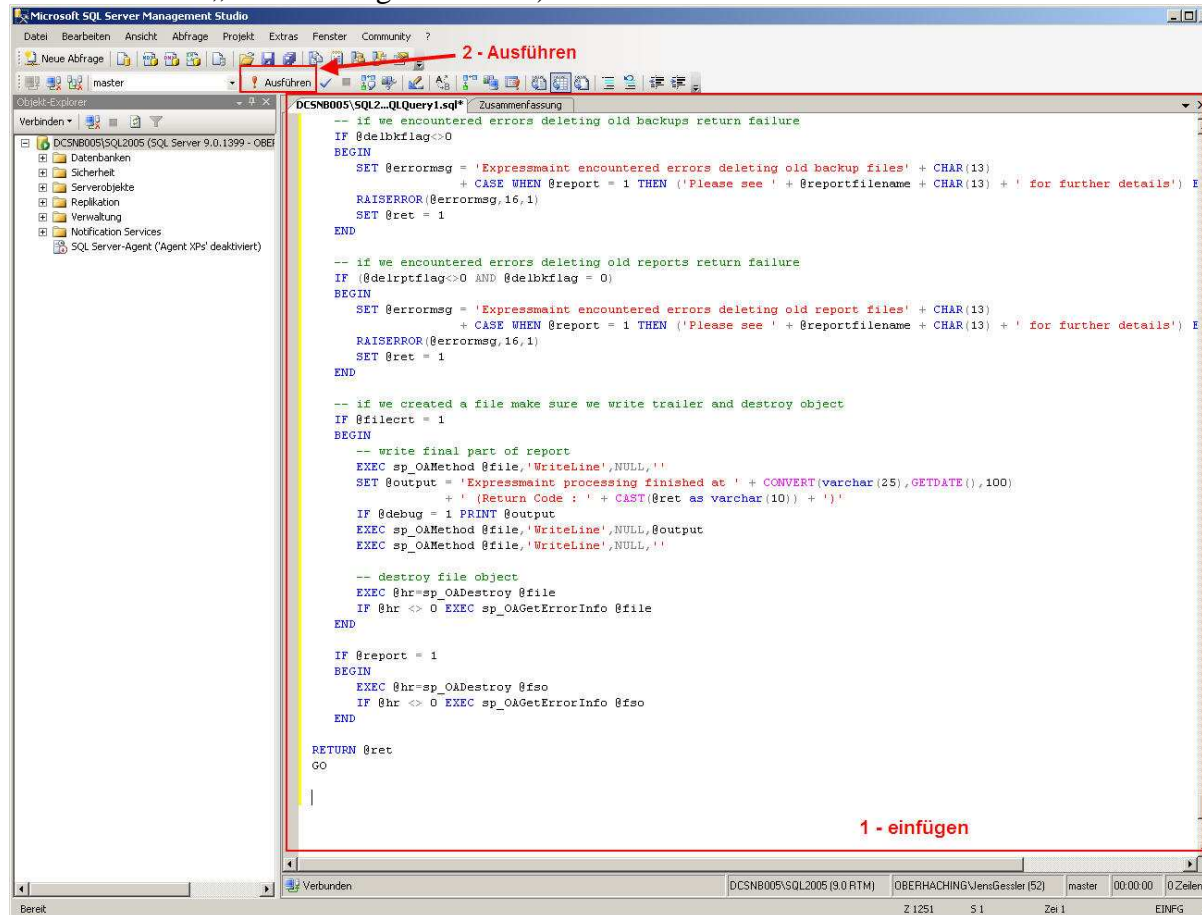 Microsoft SQL Server Management Studio
Datei Bearbeiten Ansicht Abfrage Projekt Extras Fenster Community ?
Neue Abfrage
2 - Ausführen
master Ausführen
Objekt-Explorer
Verbinden
DCSNB005\SQL2005 (SQL Server 9.0.1399 - OBER
Datenbanken
Sicherheit
Serverobjekte
Replikation
Verwaltung
Notification Services
SQL Server-Agent ('Agent XPs' deaktiviert)
DCSNB005\SQL2...QLQuery1.sql* Zusammenfassung
-- if we encountered errors deleting old backups return failure
IF @delbkflag<>0
BEGIN
SET @errormsg = 'Expressmaint encountered errors deleting old backup files' + CHAR(13)
+ CASE WHEN @report = 1 THEN ('Please see ' + @reportfilename + CHAR(13) + ' for further details') E
RAISERROR(@errormsg,16,1)
SET @ret = 1
END
-- if we encountered errors deleting old reports return failure
IF (@delrptflag<>0 AND @delbkflag = 0)
BEGIN
SET @errormsg = 'Expressmaint encountered errors deleting old report files' + CHAR(13)
+ CASE WHEN @report = 1 THEN ('Please see ' + @reportfilename + CHAR(13) + ' for further details') E
RAISERROR(@errormsg,16,1)
SET @ret = 1
END
-- if we created a file make sure we write trailer and destroy object
IF @filecrt = 1
BEGIN
-- write final part of report
EXEC sp_OAMethod @file,'WriteLine',NULL,''
SET @output = 'Expressmaint processing finished at ' + CONVERT(varchar(25),GETDATE(),100)
+ ' (Return Code : ' + CAST(@ret as varchar(10)) + ')'
IF @debug = 1 PRINT @output
EXEC sp_OAMethod @file,'WriteLine',NULL,@output
EXEC sp_OAMethod @file,'WriteLine',NULL,''
-- destroy file object
EXEC @hr=sp_OADestroy @file
IF @hr <> 0 EXEC sp_OAGetErrorInfo @file
END
IF @report = 1
BEGIN
EXEC @hr=sp_OADestroy @fso
IF @hr <> 0 EXEC sp_OAGetErrorInfo @fso
END
RETURN @ret
GO
1 - einfügen
Verbunden DCSNB005\SQL2005 (9.0 RTM) OBERHACHING\JensGessler (52) master 00:00:00 0 Zeilen
Bereit Z 1251 S 1 Zei 1 EINFG